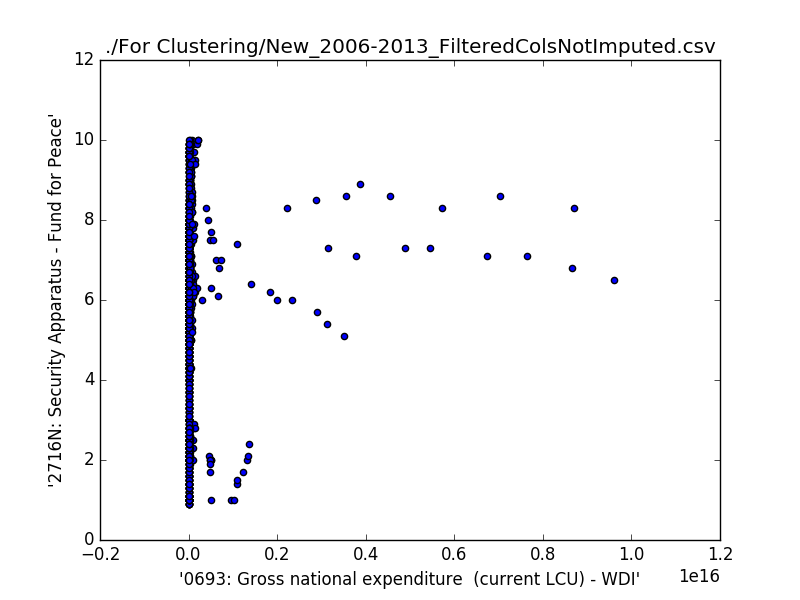 ./For Clustering/New_2006-2013_FilteredColsNotImputed.csv
12
10
8
6
4
2
0
'2716N: Security Apparatus - Fund for Peace'
−0.2 0.0 0.2 0.4 0.6 0.8 1.0 1.2
1e16
'0693: Gross national expenditure  (current LCU) - WDI'